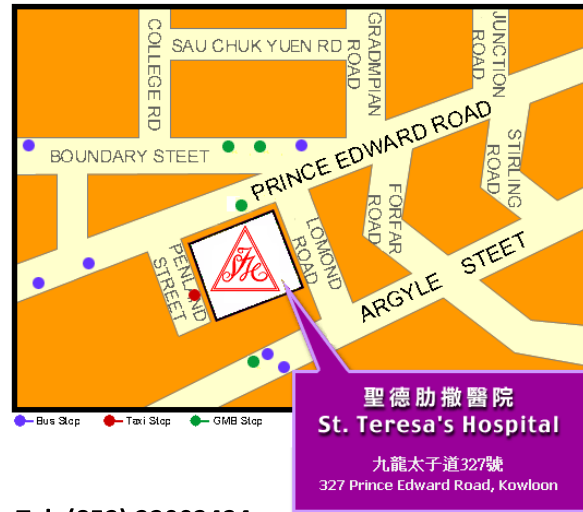 COLLEGE RD
SAU CHUK YUEN RD
GRADMPIAN
ROAD
JUNCTION
ROAD
BOUNDARY STREET
PRINCE EDWARD ROAD
STIRLING
ROAD
FORFAR
ROAD
LOMOND
ROAD
PENLAND
STREET
STH
ARGYLE STEET
Bus Stop
Taxi Stop
GMB Stop
聖德肋撒醫院
St. Teresa's Hospital
九龍太子道327號
327 Prince Edward Road, Kowloon